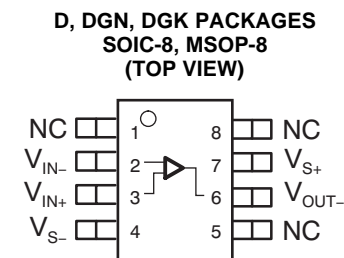 D, DGN, DGK PACKAGES
SOIC-8, MSOP-8
(TOP VIEW)
NC 1 8 NC
VIN– 2 7 VS+
VIN+ 3 6 VOUT–
VS– 4 5 NC